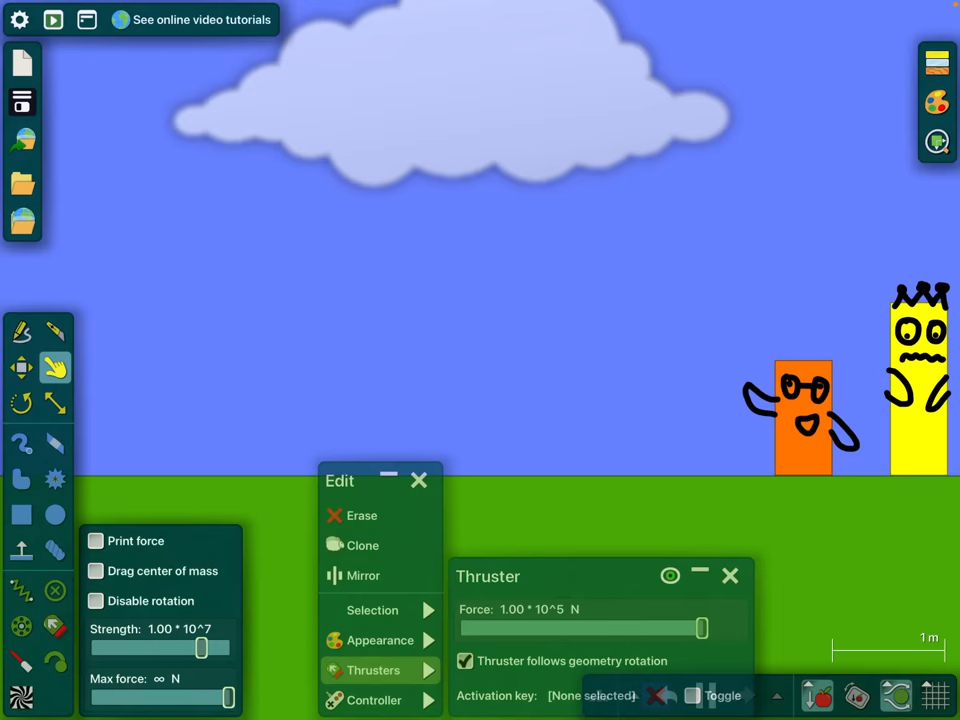 See online video tutorials
Print force
Drag center of mass
Disable rotation
Strength: 1.00 * 10^7
Max force: ∞ N
Edit
Erase
Clone
Mirror
Selection
Appearance
Thrusters
Controller
Thruster
Force: 1.00 * 10^5 N
Thruster follows geometry rotation
Activation key: [None selected]
Toggle
1 m